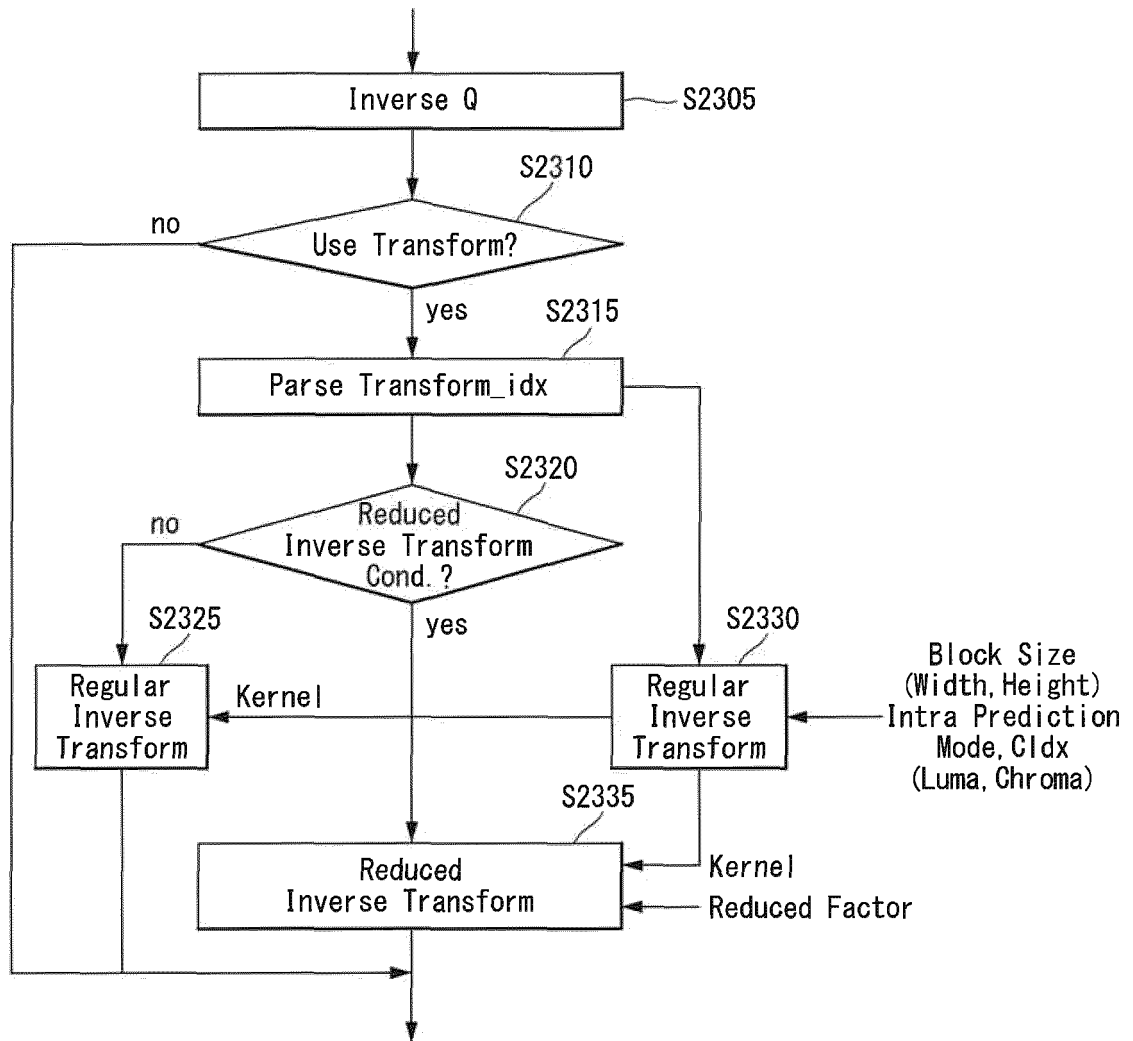 Inverse Q
S2305
S2310
no
Use Transform?
yes
S2315
Parse Transform_idx
S2320
no
Reduced
Inverse Transform
Cond.?
yes
S2325
S2330
Regular
Inverse
Transform
Kernel
Regular
Inverse
Transform
Block Size
(Width, Height)
Intra Prediction
Mode, CIdx
(Luma, Chroma)
S2335
Reduced
Inverse Transform
Kernel
Reduced Factor